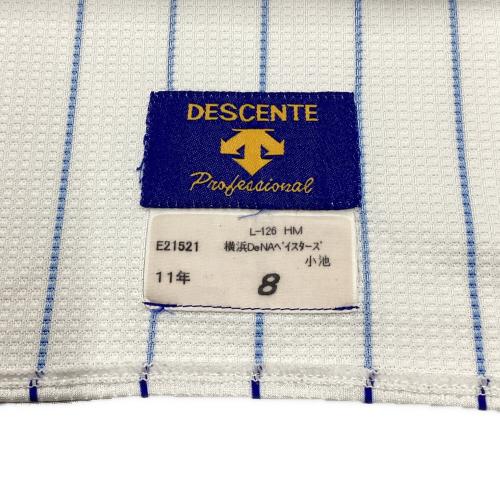 DESCENTE
Professional
L-126 HM
E21521 横浜DeNAベイスターズ
小池
11年 8